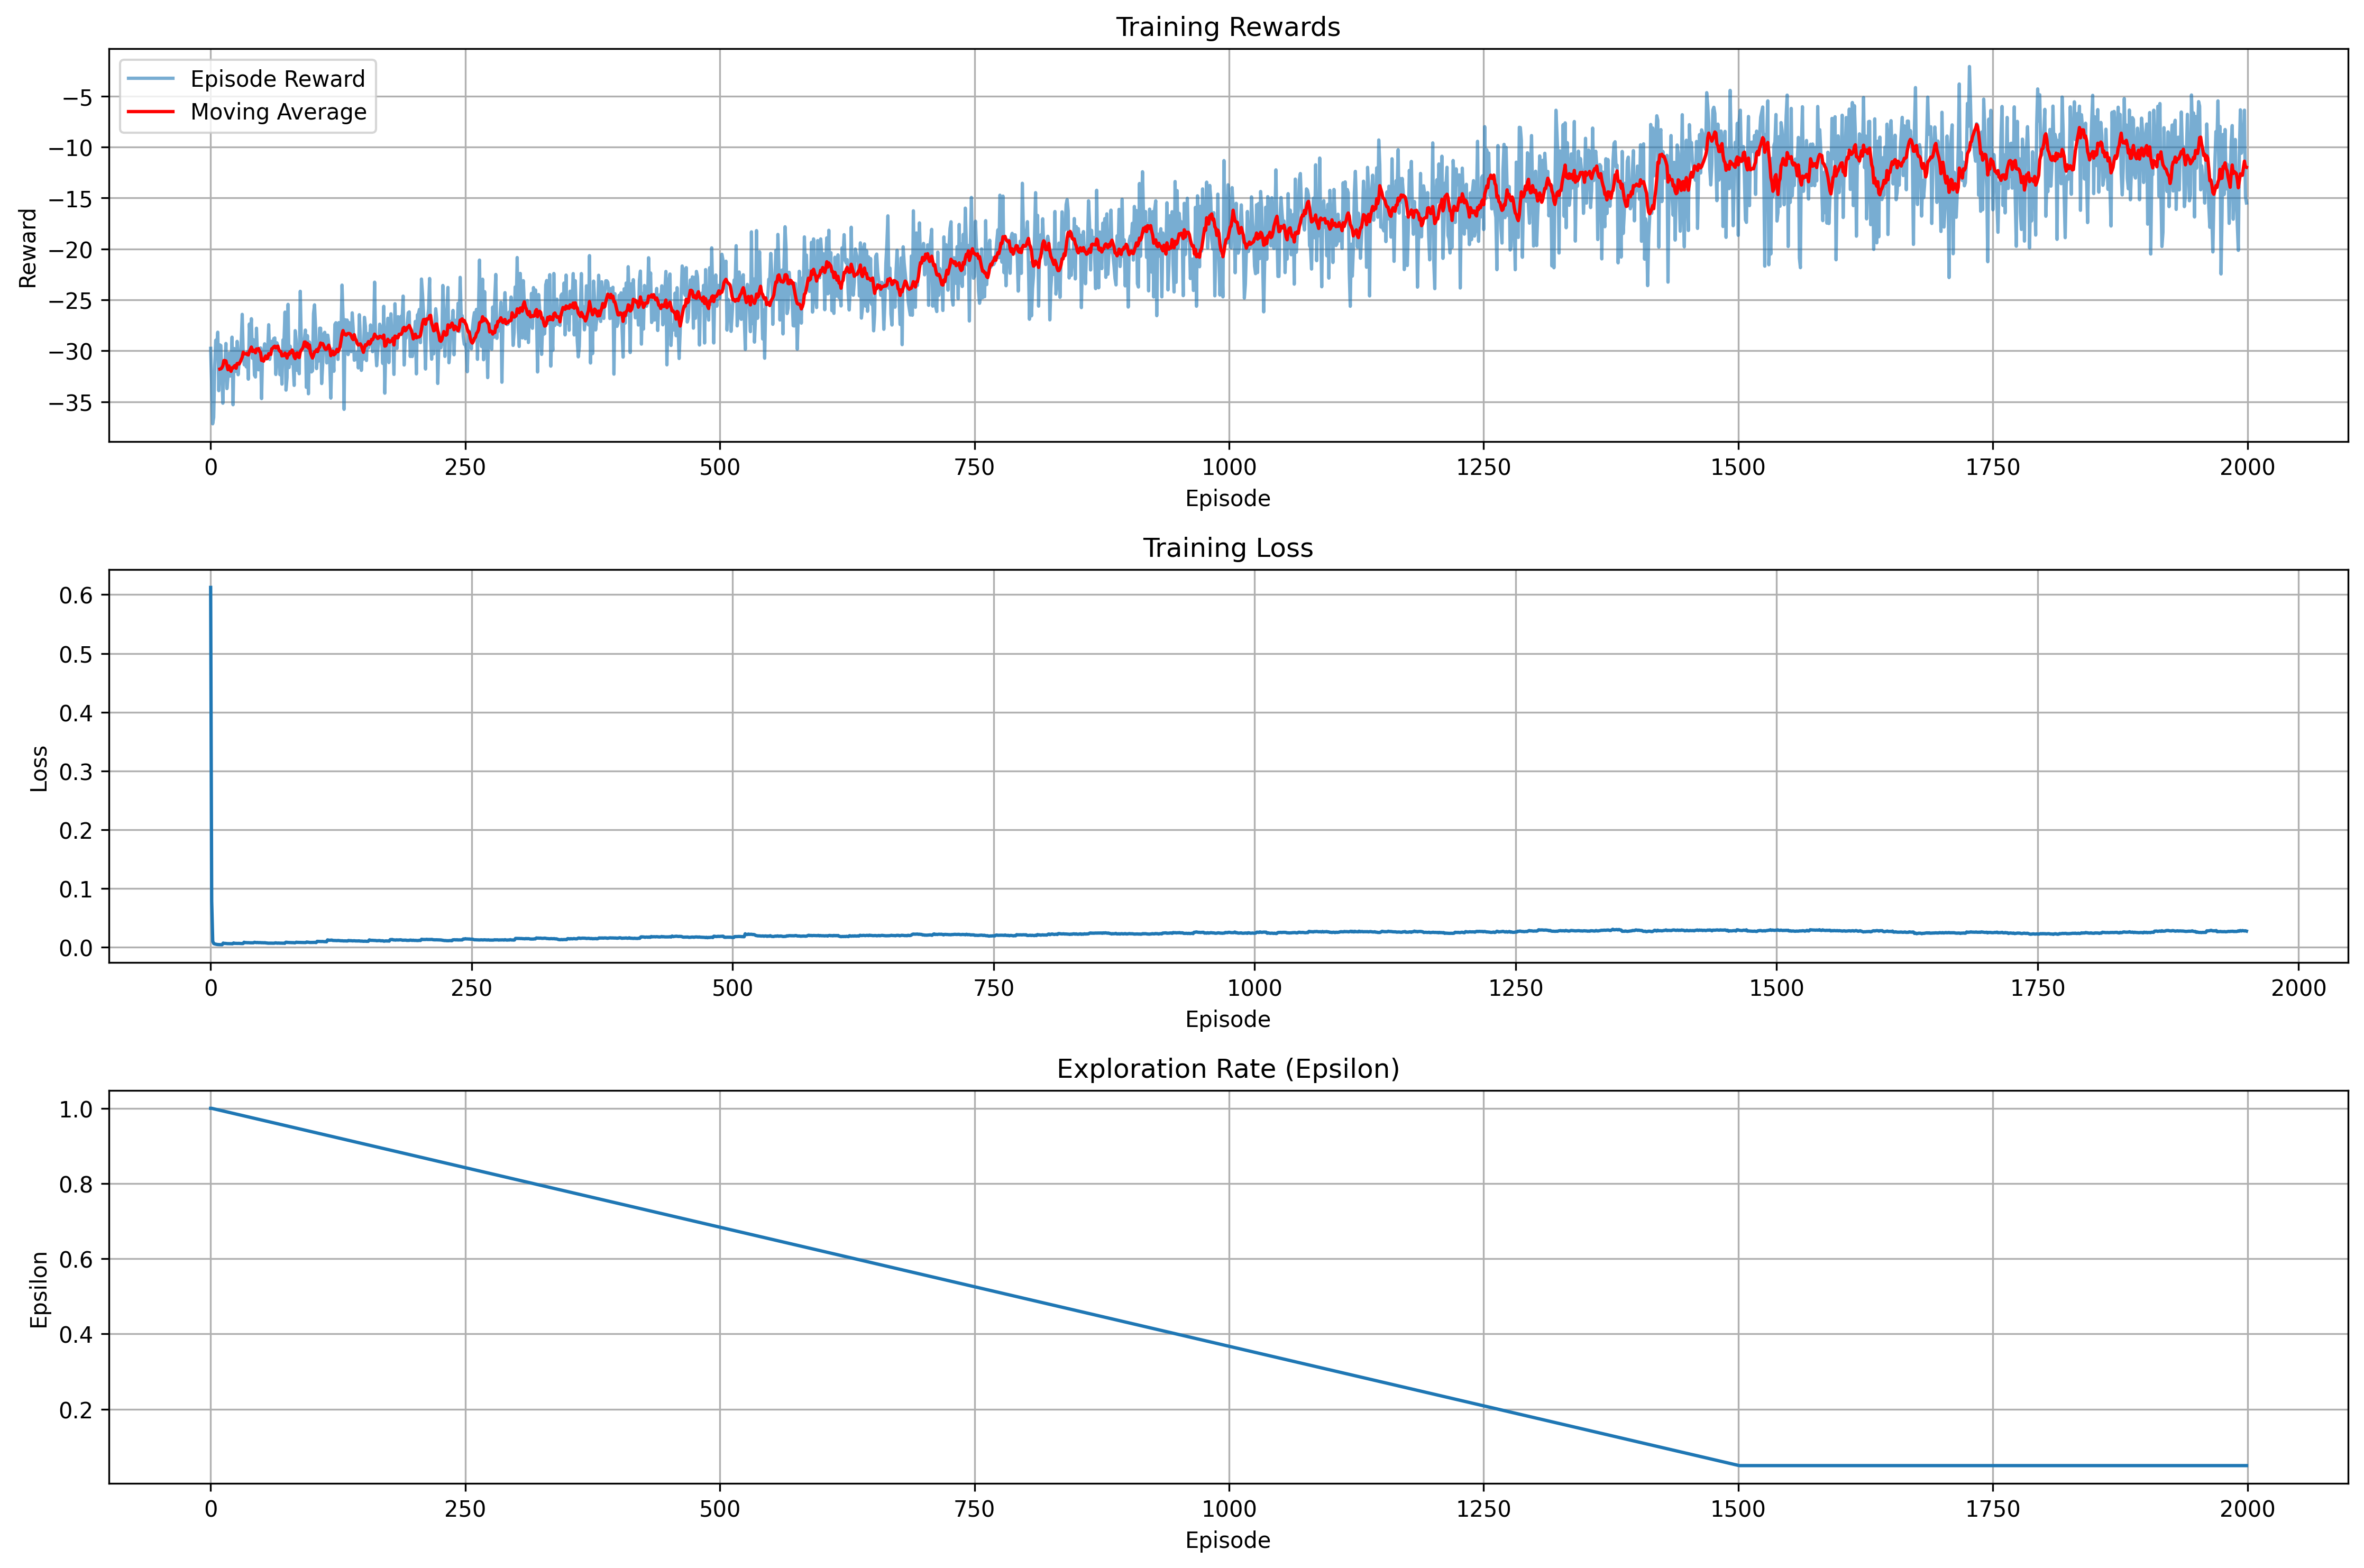 Training Rewards
Episode Reward
Moving Average
Reward
−5
−10
−15
−20
−25
−30
−35
0 250 500 750 1000 1250 1500 1750 2000
Episode
Training Loss
Loss
0.6
0.5
0.4
0.3
0.2
0.1
0.0
0 250 500 750 1000 1250 1500 1750 2000
Episode
Exploration Rate (Epsilon)
Epsilon
1.0
0.8
0.6
0.4
0.2
0 250 500 750 1000 1250 1500 1750 2000
Episode